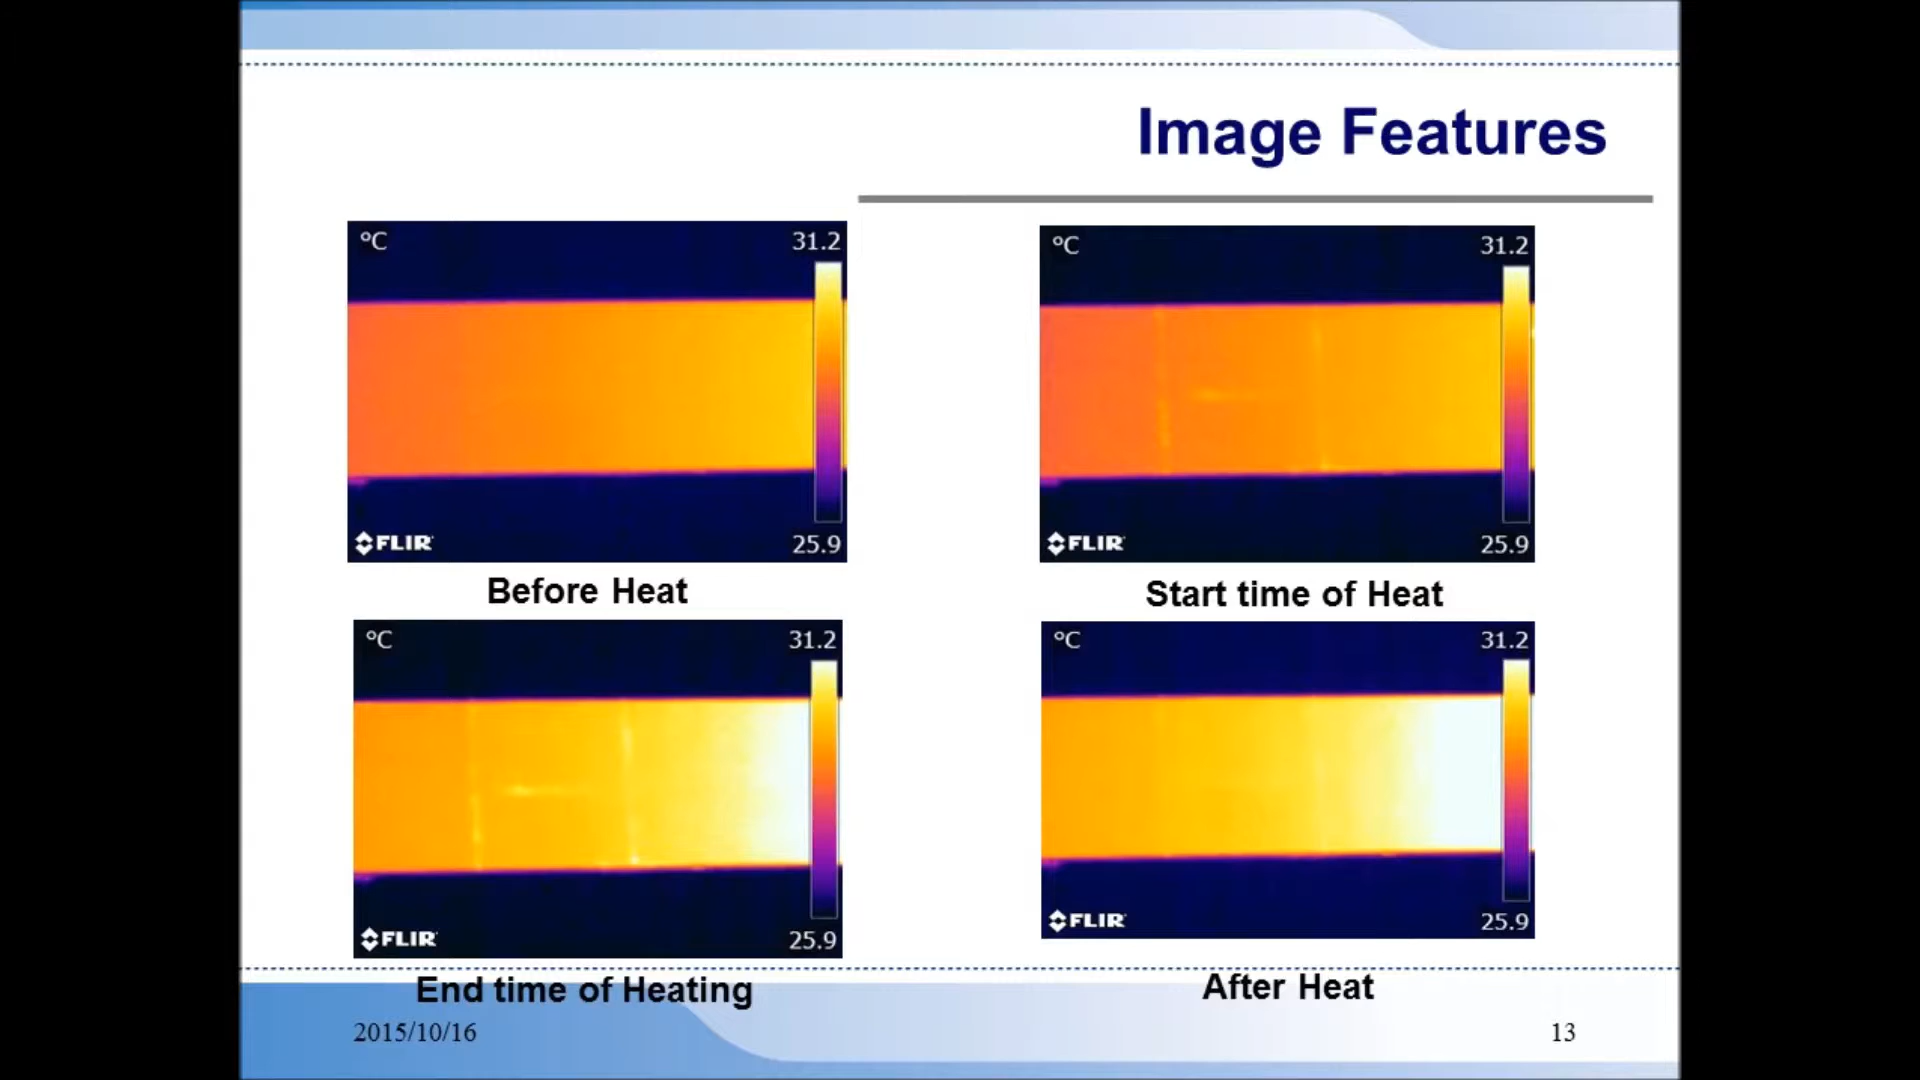 Image Features
°C 31.2
FLIR 25.9
Before Heat
°C 31.2
FLIR 25.9
Start time of Heat
°C 31.2
FLIR 25.9
End time of Heating
°C 31.2
FLIR 25.9
After Heat
2015/10/16
13